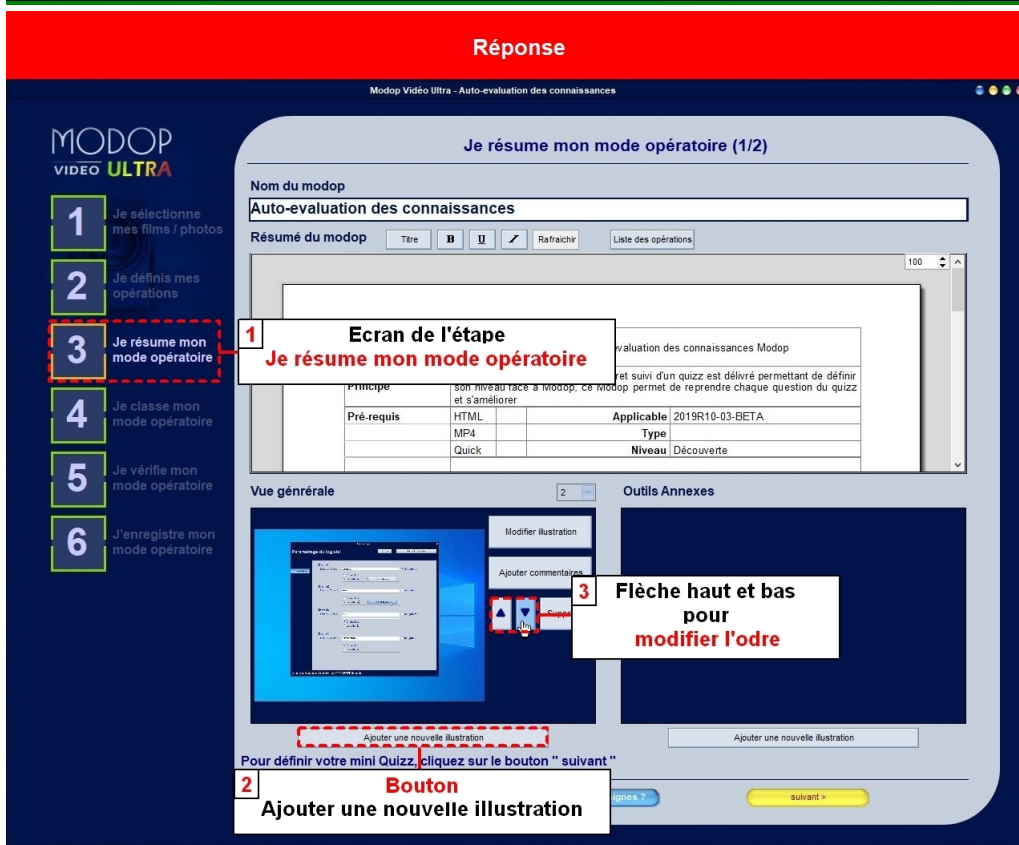 Réponse
Modop Vidéo Ultra - Auto-evaluation des connaissances
MODOP
VIDEO ULTRA
1 Je sélectionne
mes films / photos
2 Je définis mes
opérations
3 Je résume mon
mode opératoire
4 Je classe mon
mode opératoire
5 Je vérifie mon
mode opératoire
6 J'enregistre mon
mode opératoire
Je résume mon mode opératoire (1/2)
Nom du modop
Auto-evaluation des connaissances
Résumé du modop Titre B U I Rafraichir Liste des opérations
100
1 Ecran de l'étape
Je résume mon mode opératoire
évaluation des connaissances Modop
ret suivi d'un quizz est délivré permettant de définir
Principe son niveau face à Modop, ce Modop permet de reprendre chaque question du quizz
et s'améliorer
Pré-requis HTML Applicable 2019R10-03-BETA
MP4 Type
Quick Niveau Découverte
Vue génrérale 2 Outils Annexes
Modifier illustration
Ajouter commentaires
3 Flèche haut et bas
pour
modifier l'odre
Ajouter une nouvelle illustration
Ajouter une nouvelle illustration
Pour définir votre mini Quizz, cliquez sur le bouton " suivant "
2 Bouton
Ajouter une nouvelle illustration
ignes ?
suivant >